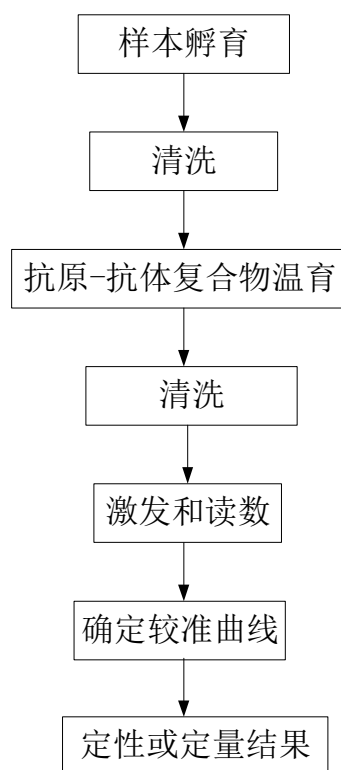 样本孵育
清洗
抗原-抗体复合物温育
清洗
激发和读数
确定较准曲线
定性或定量结果